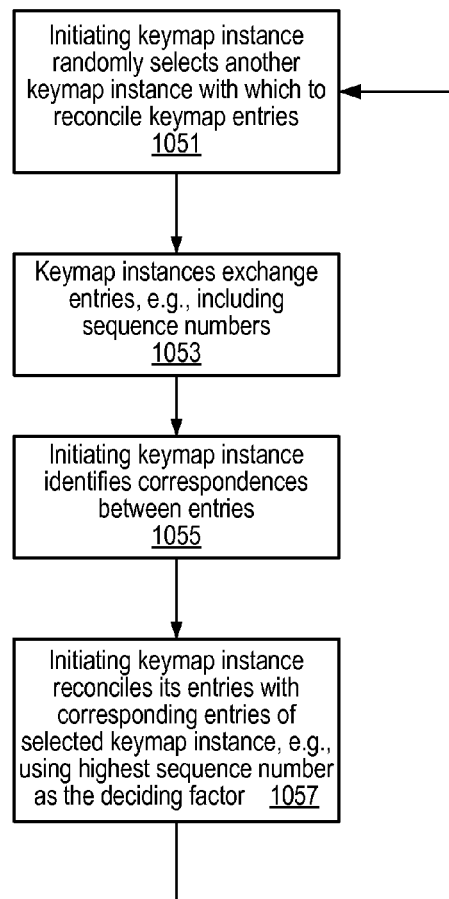 Initiating keymap instance
randomly selects another
keymap instance with which to
reconcile keymap entries
1051
Keymap instances exchange
entries, e.g., including
sequence numbers
1053
Initiating keymap instance
identifies correspondences
between entries
1055
Initiating keymap instance
reconciles its entries with
corresponding entries of
selected keymap instance, e.g.,
using highest sequence number
as the deciding factor 1057